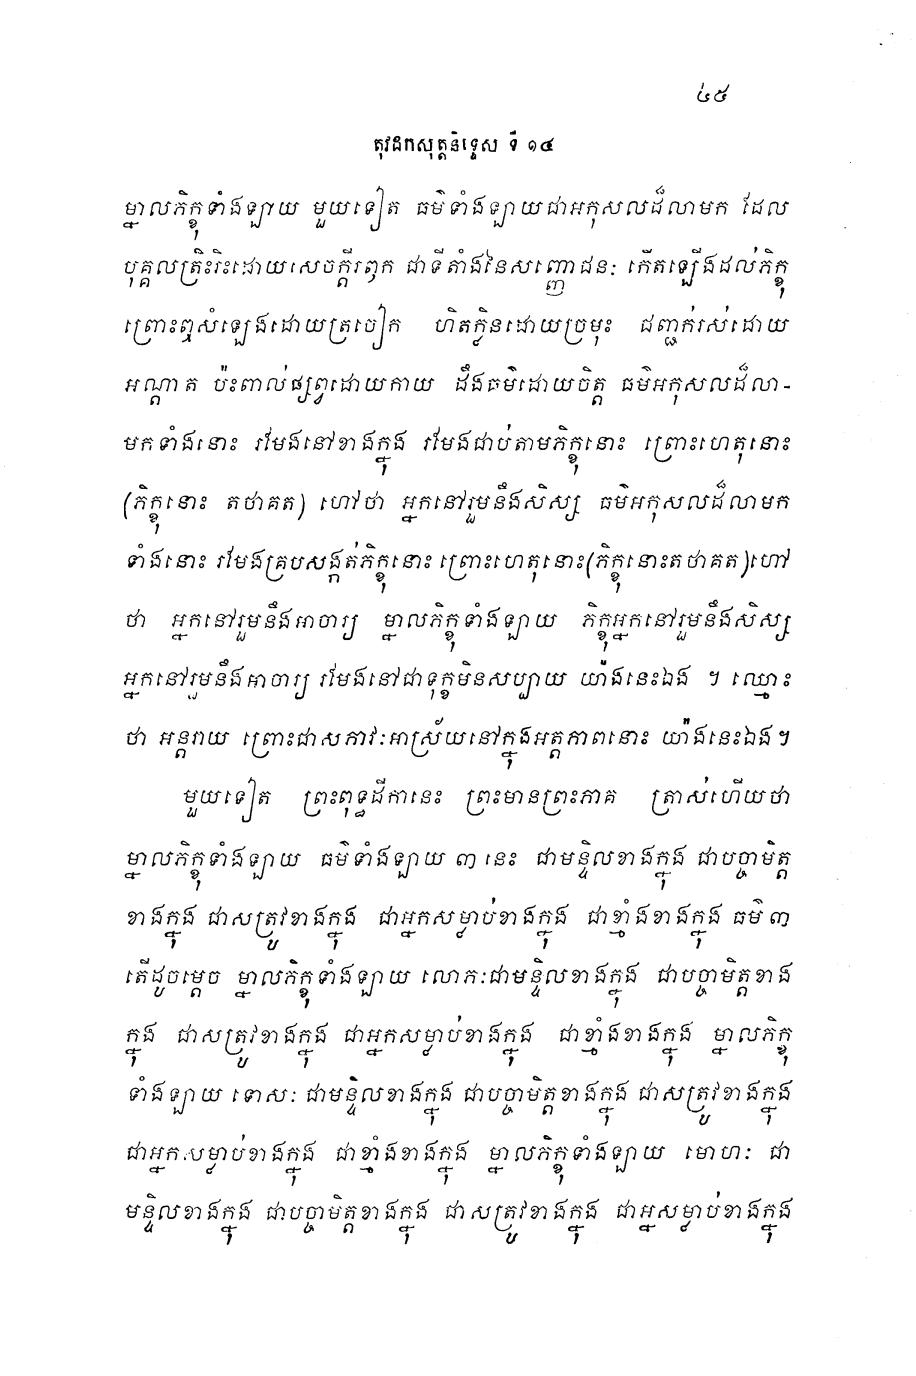 ៤៥
តុវដកសុត្តនិទ្ទេស ទី ១៤
ម្នាលភិក្ខុទាំងឡាយ មួយទៀត ធម៌ទាំងឡាយជាអកុសលដ៏លាមក ដែល
បុគ្គលត្រិះរិះដោយសេចក្តីរឭក ជាទីតាំងនៃសញ្ញោជនៈ កើតឡើងដល់ភិក្ខុ
ព្រោះឮសំឡេងដោយត្រចៀក ហិតក្លិនដោយច្រមុះ ជញ្ជក់រស់ដោយ
អណ្តាត ប៉ះពាល់ផ្សព្វដោយកាយ ដឹងធម៌ដោយចិត្ត ធម៌អកុសលដ៏លា-
មកទាំងនោះ រមែងនៅខាងក្នុង រមែងជាប់តាមភិក្ខុនោះ ព្រោះហេតុនោះ
(ភិក្ខុនោះ តថាគត) ហៅថា អ្នកនៅរួមនឹងសិស្ស ធម៌អកុសលដ៏លាមក
ទាំងនោះ រមែងគ្របសង្កត់ភិក្ខុនោះ ព្រោះហេតុនោះ(ភិក្ខុនោះតថាគត)ហៅ
ថា អ្នកនៅរួមនឹងអាចារ្យ ម្នាលភិក្ខុទាំងឡាយ ភិក្ខុអ្នកនៅរួមនឹងសិស្ស
អ្នកនៅរួមនឹងអាចារ្យ រមែងនៅជាទុក្ខមិនសប្បាយ យ៉ាងនេះឯង ។ ឈ្មោះ
ថា អន្តរាយ ព្រោះជាសភាវៈអាស្រ័យនៅក្នុងអត្តភាពនោះ យ៉ាងនេះឯង។
មួយទៀត ព្រះពុទ្ធដីកានេះ ព្រះមានព្រះភាគ ត្រាស់ហើយថា
ម្នាលភិក្ខុទាំងឡាយ ធម៌ទាំងឡាយ ៣ នេះ ជាមន្ទិលខាងក្នុង ជាបច្ចាមិត្ត
ខាងក្នុង ជាសត្រូវខាងក្នុង ជាអ្នកសម្លាប់ខាងក្នុង ជាខ្មាំងខាងក្នុង ធម៌ ៣
តើដូចម្តេច ម្នាលភិក្ខុទាំងឡាយ លោភៈជាមន្ទិលខាងក្នុង ជាបច្ចាមិត្តខាង
ក្នុង ជាសត្រូវខាងក្នុង ជាអ្នកសម្លាប់ខាងក្នុង ជាខ្មាំងខាងក្នុង ម្នាលភិក្ខុ
ទាំងឡាយ ទោសៈ ជាមន្ទិលខាងក្នុង ជាបច្ចាមិត្តខាងក្នុង ជាសត្រូវខាងក្នុង
ជាអ្នកសម្លាប់ខាងក្នុង ជាខ្មាំងខាងក្នុង ម្នាលភិក្ខុទាំងឡាយ មោហៈ ជា
មន្ទិលខាងក្នុង ជាបច្ចាមិត្តខាងក្នុង ជាសត្រូវខាងក្នុង ជាអ្នសម្លាប់ខាងក្នុង